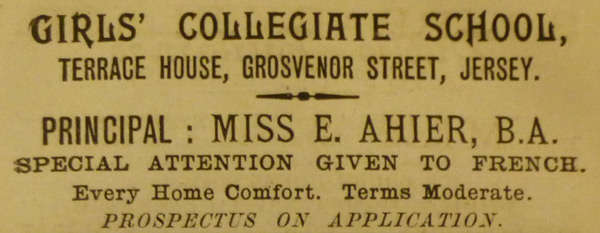 GIRLS' COLLEGIATE SCHOOL,
TERRACE HOUSE, GROSVENOR STREET, JERSEY.
PRINCIPAL : MISS E. AHIER, B.A.
SPECIAL ATTENTION GIVEN TO FRENCH.
Every Home Comfort. Terms Moderate.
PROSPECTUS ON APPLICATION.